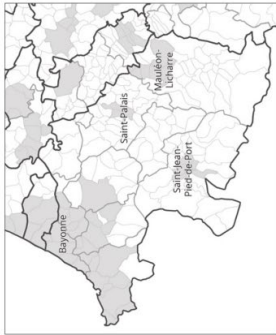 Bayonne
Saint-Palais
Mauléon-
Licharre
Saint-Jean-
Pied-de-Port